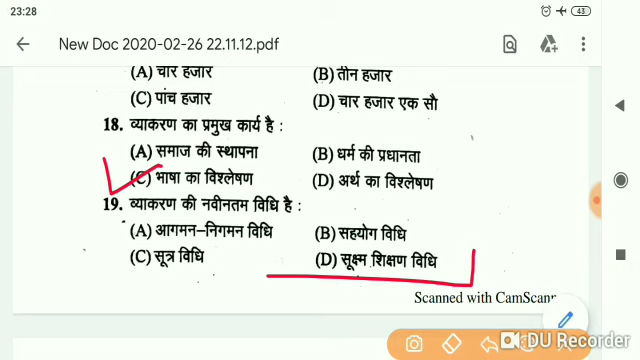 23:28
43
New Doc 2020-02-26 22.11.12.pdf
(A) चार हजार (B) तीन हजार
(C) पांच हजार (D) चार हजार एक सौ
18. व्याकरण का प्रमुख कार्य है :
(A) समाज की स्थापना (B) धर्म की प्रधानता
(C) भाषा का विश्लेषण (D) अर्थ का विश्लेषण
19. व्याकरण की नवीनतम विधि है :
(A) आगमन–निगमन विधि (B) सहयोग विधि
(C) सूत्र विधि (D) सूक्ष्म शिक्षण विधि
Scanned with CamScann
DU Recorder